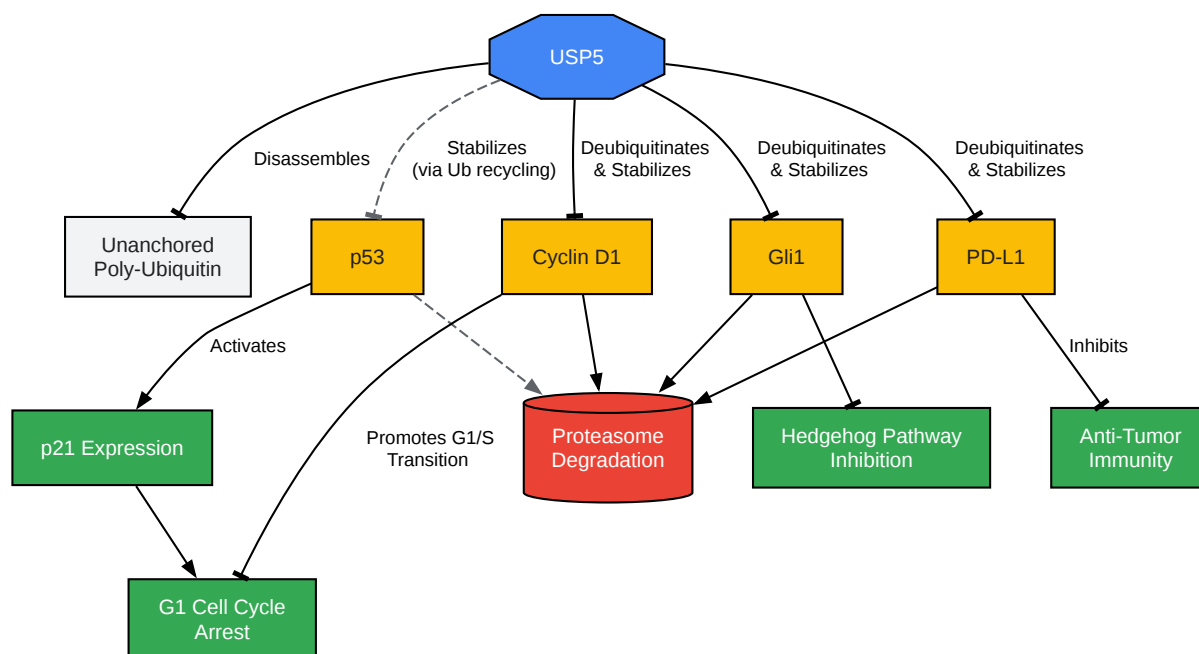 USP5
Disassembles
Stabilizes
(via Ub recycling)
Deubiquitinates
& Stabilizes
Deubiquitinates
& Stabilizes
Deubiquitinates
& Stabilizes
Unanchored
Poly-Ubiquitin
p53
Cyclin D1
Gli1
PD-L1
Activates
Inhibits
p21 Expression
Promotes G1/S
Transition
Proteasome
Degradation
Hedgehog Pathway
Inhibition
Anti-Tumor
Immunity
G1 Cell Cycle
Arrest